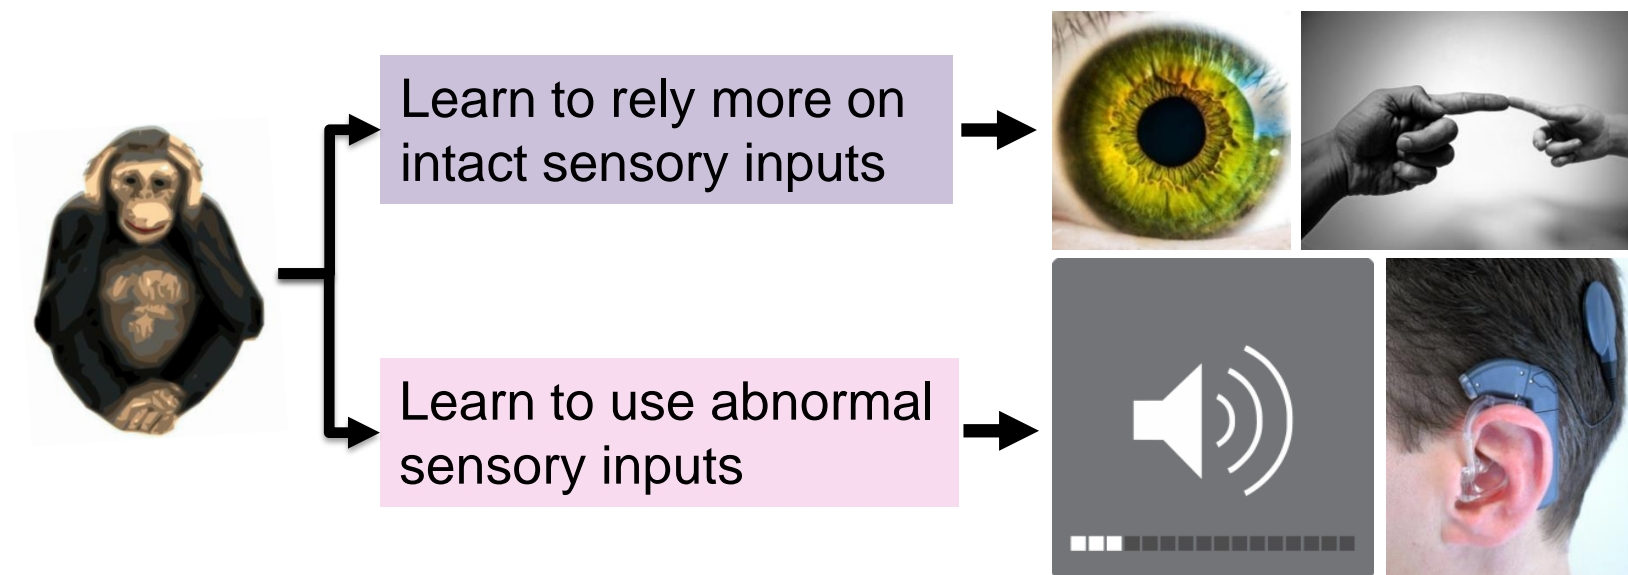 Learn to rely more on
intact sensory inputs
Learn to use abnormal
sensory inputs